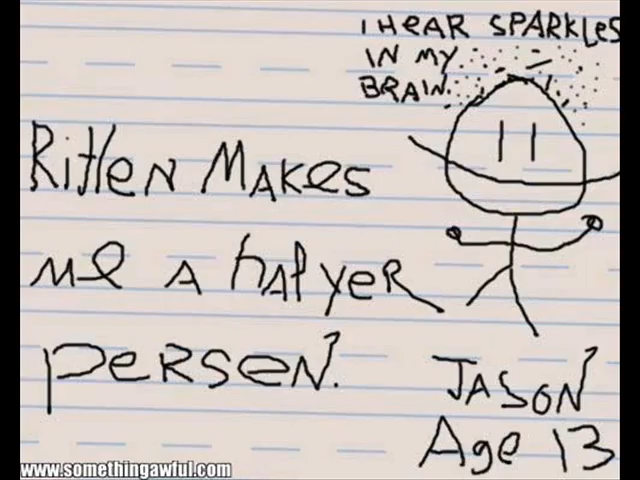 I HEAR SPARKLES
IN MY
BRAIN.
RITLEN MAKES
ME A HAPYER
PERSEN.
JASON
Age 13
www.somethingawful.com